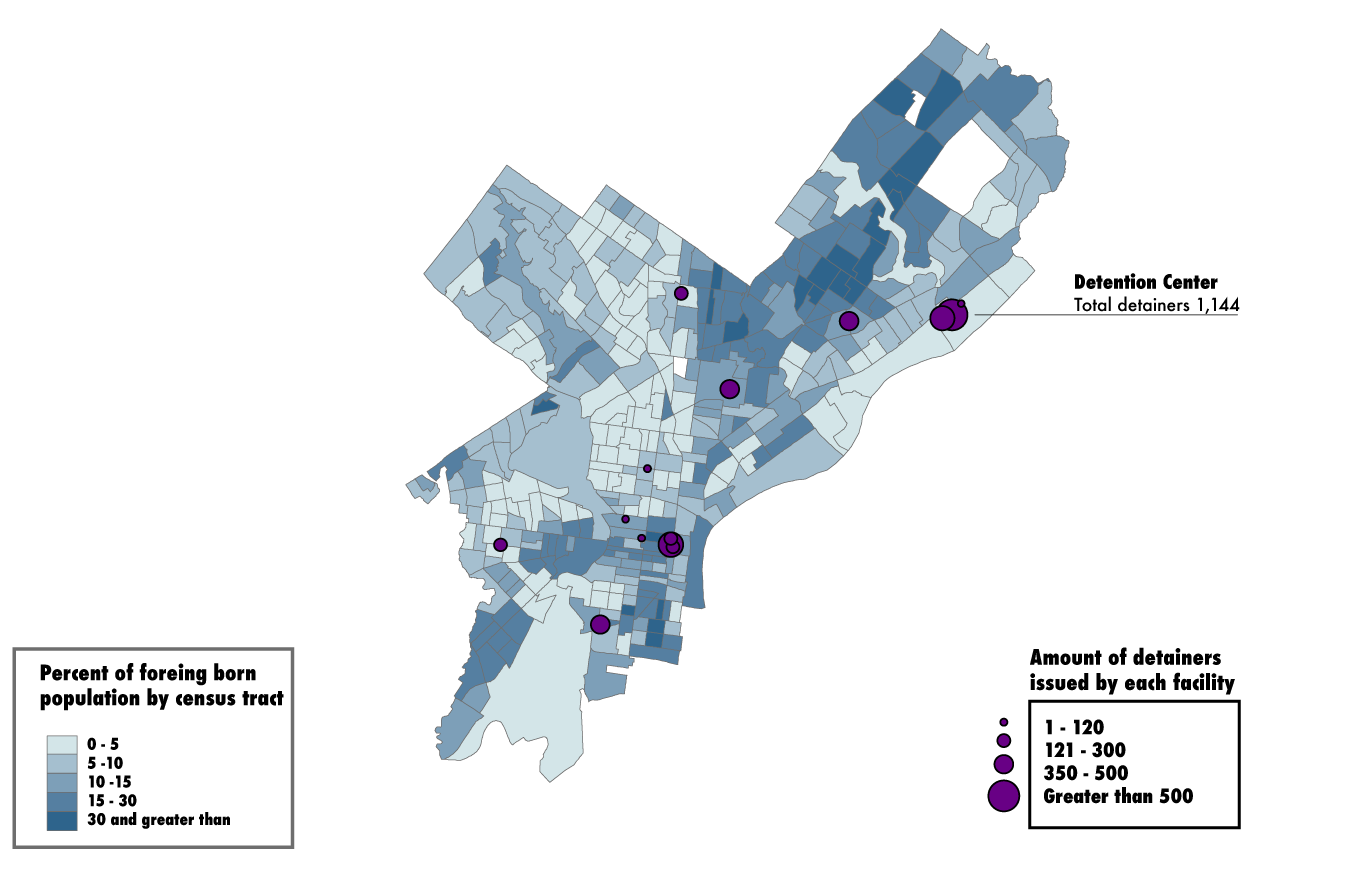 Detention Center
Total detainers 1,144
Percent of foreing born
population by census tract
0 - 5
5 -10
10 -15
15 - 30
30 and greater than
Amount of detainers
issued by each facility
1 - 120
121 - 300
350 - 500
Greater than 500